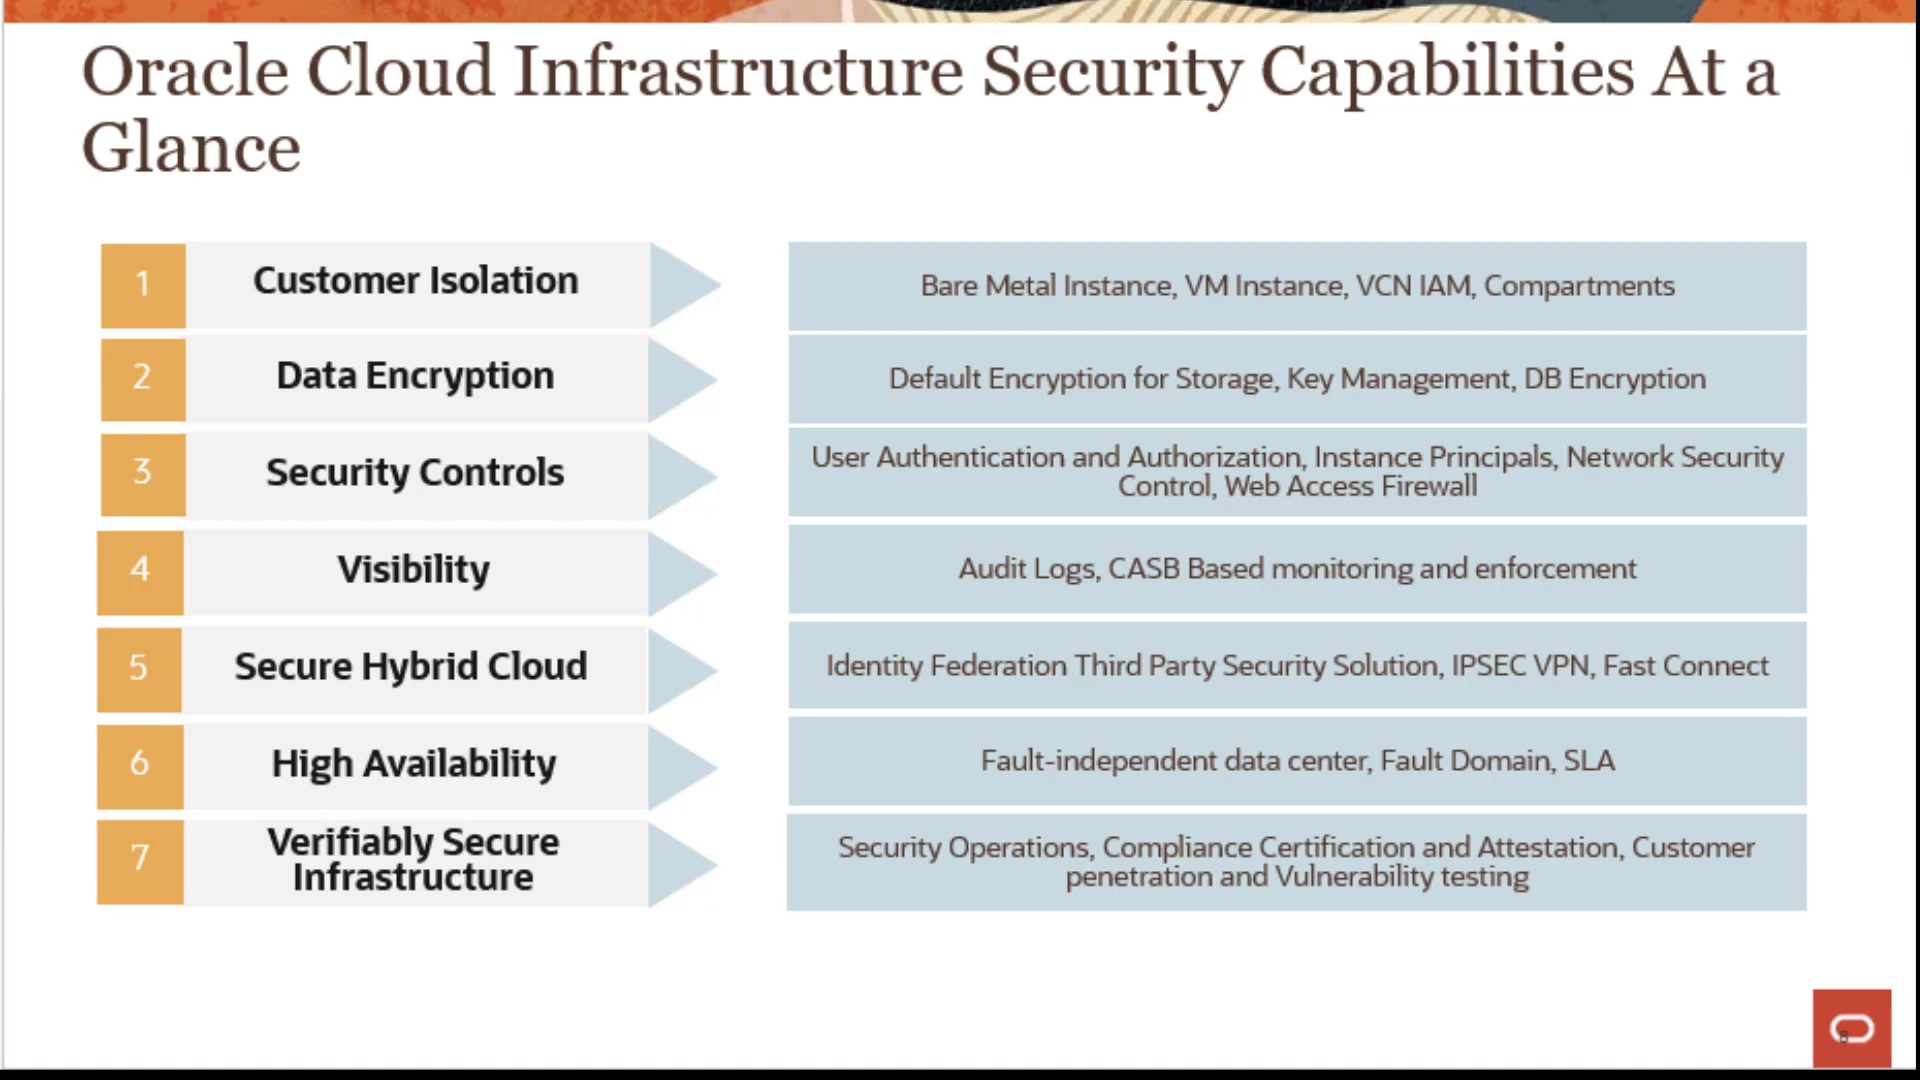 Oracle Cloud Infrastructure Security Capabilities At a
Glance
1
Customer Isolation
Bare Metal Instance, VM Instance, VCN IAM, Compartments
2
Data Encryption
Default Encryption for Storage, Key Management, DB Encryption
3
Security Controls
User Authentication and Authorization, Instance Principals, Network Security
Control, Web Access Firewall
4
Visibility
Audit Logs, CASB Based monitoring and enforcement
5
Secure Hybrid Cloud
Identity Federation Third Party Security Solution, IPSEC VPN, Fast Connect
6
High Availability
Fault-independent data center, Fault Domain, SLA
7
Verifiably Secure
Infrastructure
Security Operations, Compliance Certification and Attestation, Customer
penetration and Vulnerability testing